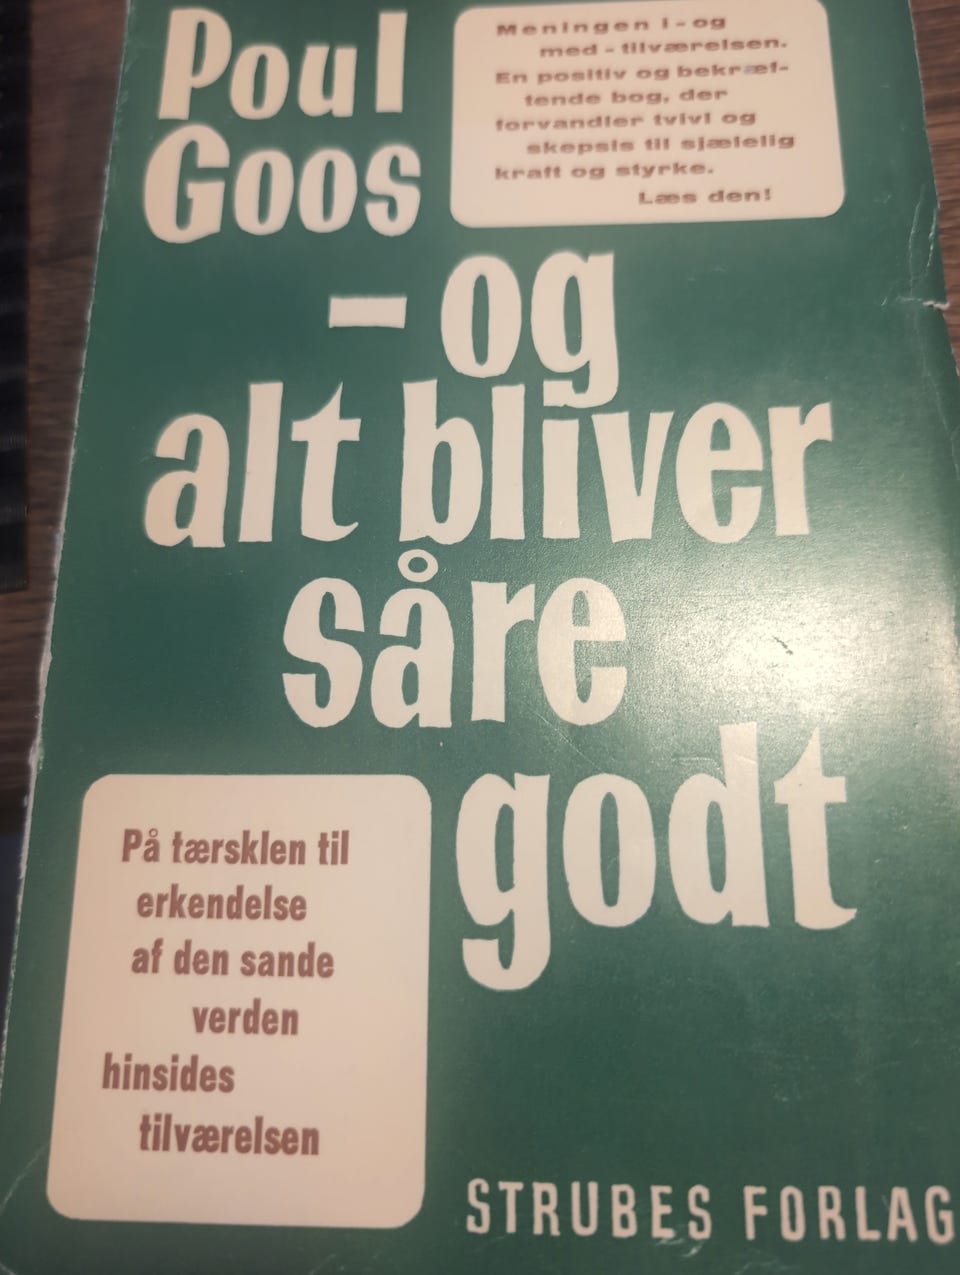 Poul
Goos
Meningen i - og
med - tilværelsen.
En positiv og bekræf-
tende bog, der
forvandler tvivl og
skepsis til sjælelig
kraft og styrke.
Læs den!
- og
alt bliver
såre
godt
På tærsklen til
erkendelse
af den sande
verden
hinsides
tilværelsen
STRUBES FORLAG